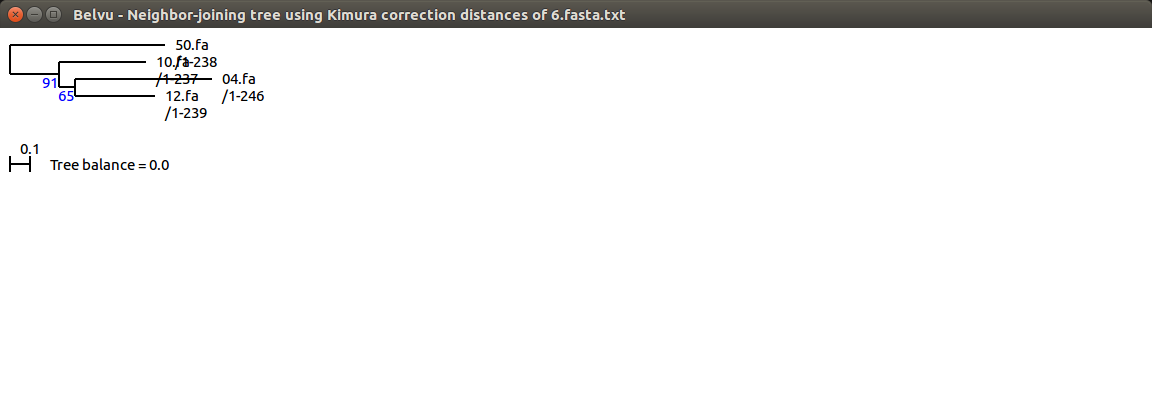 Belvu - Neighbor-joining tree using Kimura correction distances of 6.fasta.txt
50.fa
/1-238
10.fa
/1-237
04.fa
/1-246
91
65
12.fa
/1-239
0.1
Tree balance = 0.0